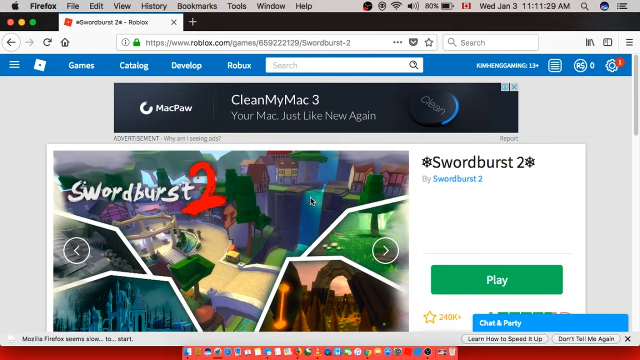 Firefox File Edit View History Bookmarks Tools Window Help
80% Wed Jan 3 11:11:29 AM
❄Swordburst 2❄ - Roblox
https://www.roblox.com/games/659222129/Swordburst-2
Search
Games Catalog Develop Robux Search KIMHENGGAMING: 13+ 0 1
MacPaw
CleanMyMac 3
Your Mac. Just Like New Again
Clean
ADVERTISEMENT - Why am I seeing ads? Report
Swordburst 2
❄Swordburst 2❄
By Swordburst 2
Play
240K+
Chat & Party
Mozilla Firefox seems slow... to... start. Learn How to Speed It Up Don't Tell Me Again